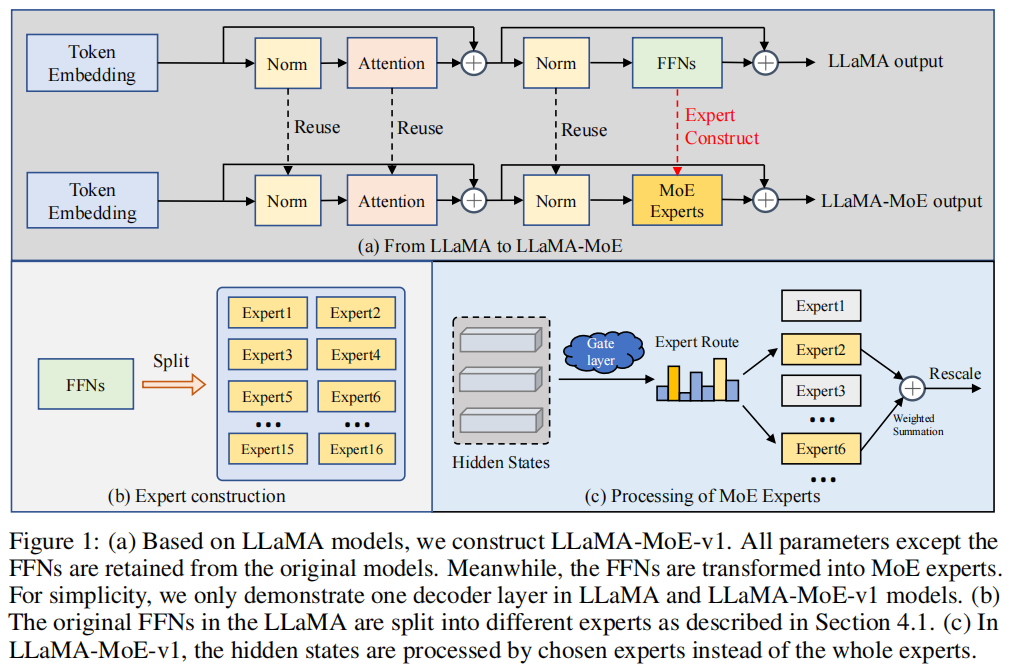 Token
Embedding
Norm
Attention
Norm
FFNs
LLaMA output
Reuse
Reuse
Reuse
Expert
Construct
Token
Embedding
Norm
Attention
Norm
MoE
Experts
LLaMA-MoE output
(a) From LLaMA to LLaMA-MoE
FFNs
Split
Expert1
Expert2
Expert3
Expert4
Expert5
Expert6
•••
•••
Expert15
Expert16
(b) Expert construction
Hidden States
Gate
layer
Expert Route
Expert1
Expert2
Expert3
•••
Expert6
•••
Weighted
Summation
Rescale
(c) Processing of MoE Experts
Figure 1: (a) Based on LLaMA models, we construct LLaMA-MoE-v1. All parameters except the
FFNs are retained from the original models. Meanwhile, the FFNs are transformed into MoE experts.
For simplicity, we only demonstrate one decoder layer in LLaMA and LLaMA-MoE-v1 models. (b)
The original FFNs in the LLaMA are split into different experts as described in Section 4.1. (c) In
LLaMA-MoE-v1, the hidden states are processed by chosen experts instead of the whole experts.